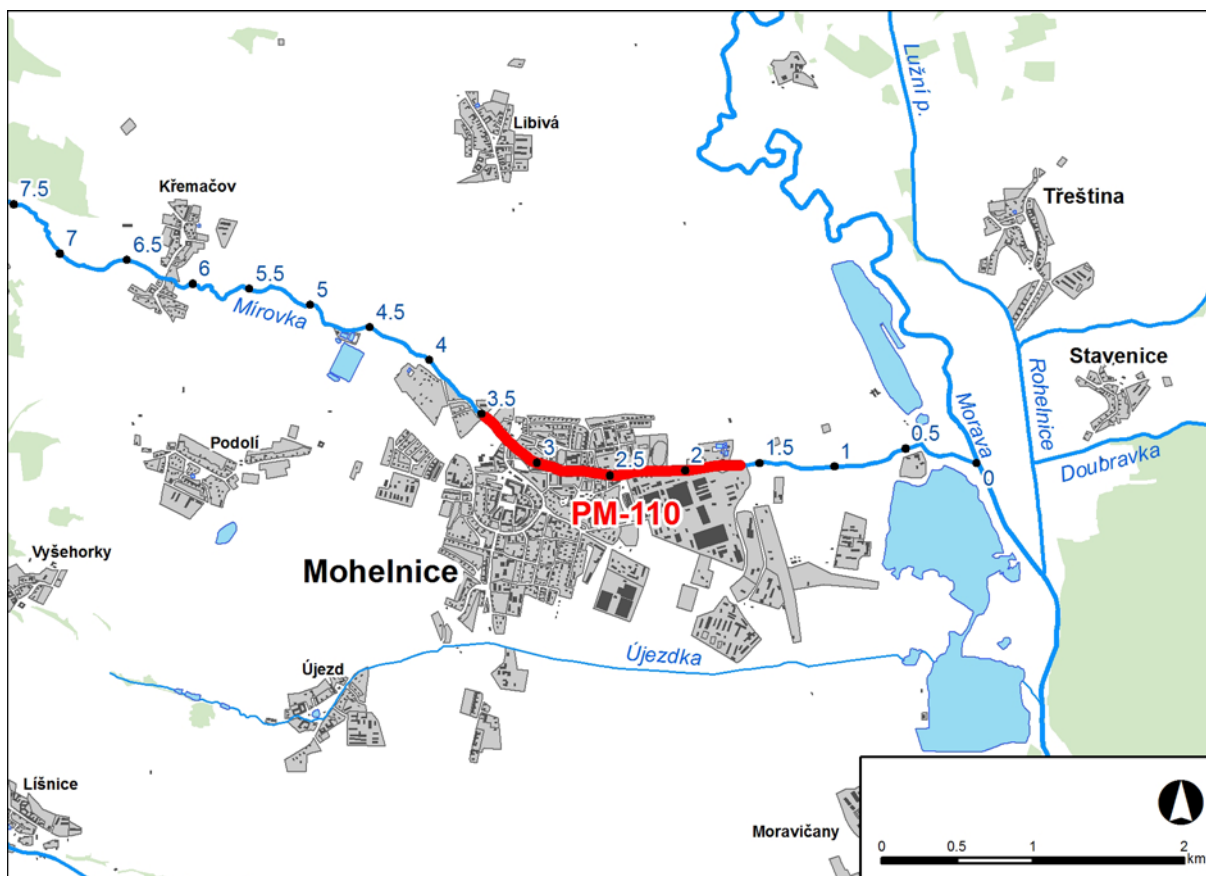 Lužní p.
Libivá
7.5
Křemačov
Třeština
7
6.5
6
5.5
5
4.5
4
Mírovka
3.5
Stavenice
Rohelnice
Morava
Podolí
3
2.5
2
1.5
1
0.5
0
Doubravka
PM-110
Vyšehorky
Mohelnice
Újezdka
Újezd
Líšnice
Moravičany
0 0.5 1 2
km